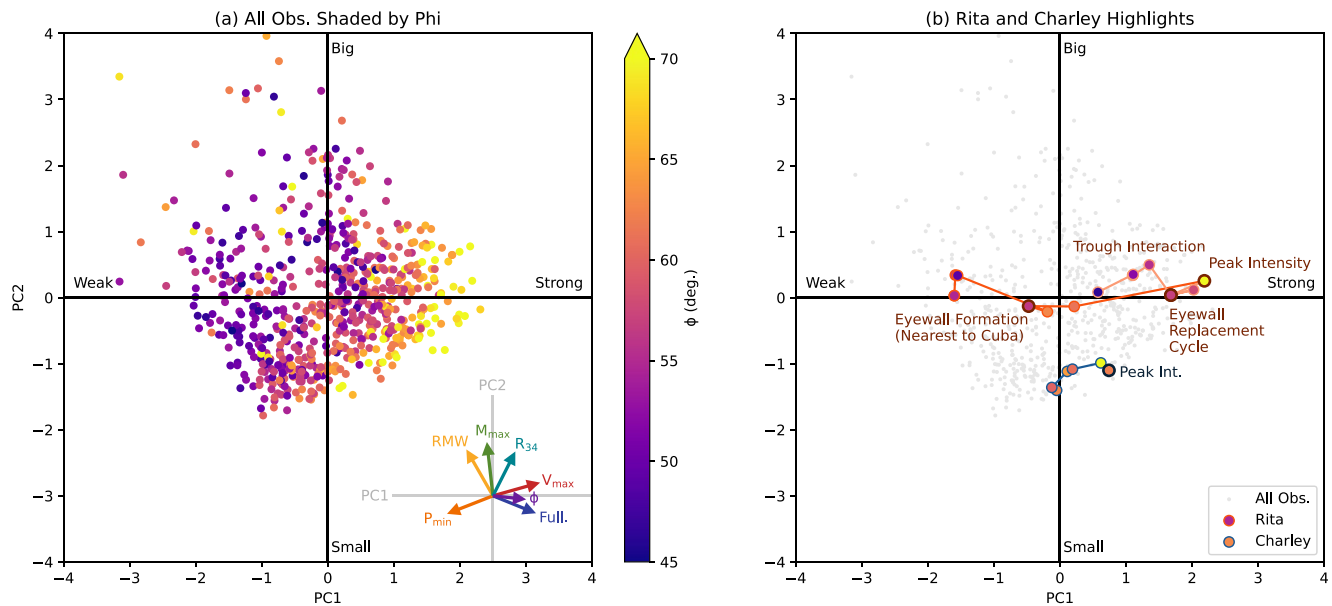 (a) All Obs. Shaded by Phi
4
3
2
1
0
−1
−2
−3
−4
−4
−3
−2
−1
0
1
2
3
4
PC2
PC1
Big
Weak
Strong
Small
PC2
PC1
RMW
Mmax
R34
Vmax
ϕ
Full.
Pmin
70
65
60
55
50
45
ϕ (deg.)
(b) Rita and Charley Highlights
4
3
2
1
0
−1
−2
−3
−4
−4
−3
−2
−1
0
1
2
3
4
PC1
Big
Weak
Strong
Small
Trough Interaction
Peak Intensity
Eyewall Formation
(Nearest to Cuba)
Eyewall
Replacement
Cycle
Peak Int.
All Obs.
Rita
Charley